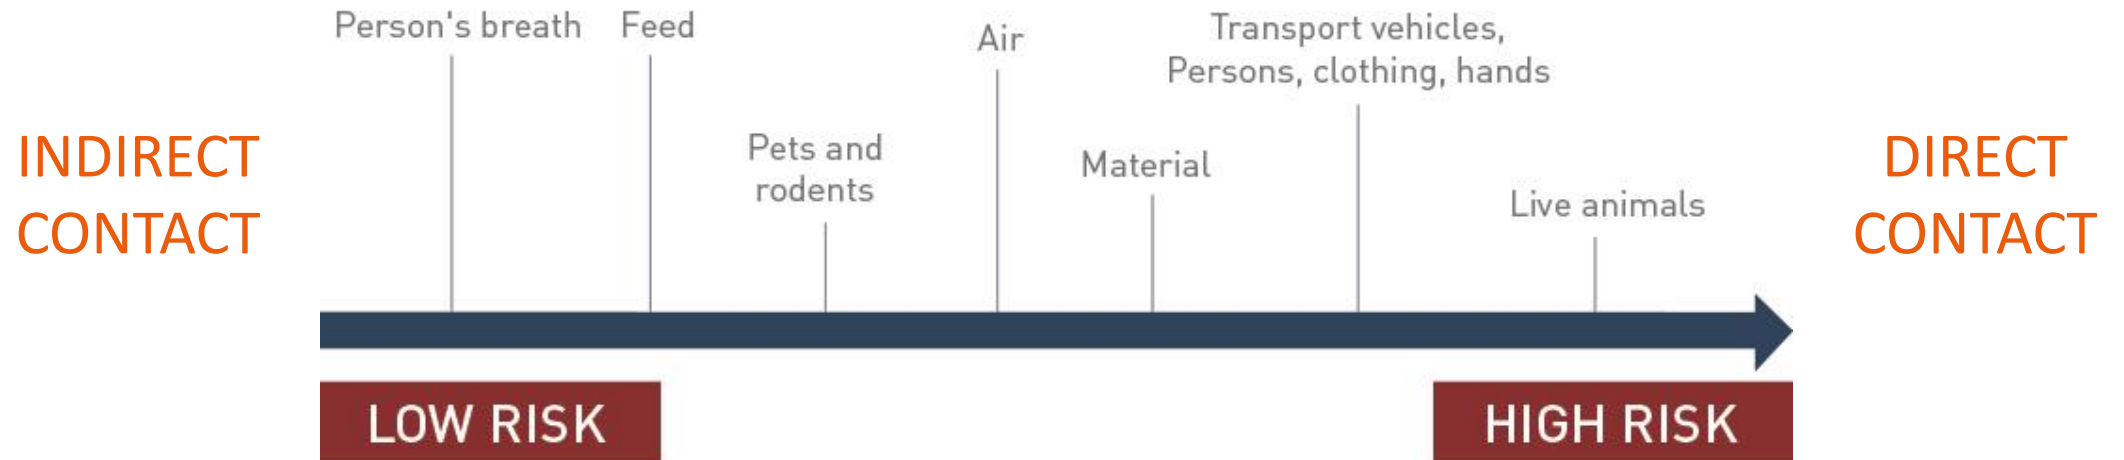 Person's breath
Feed
Air
Transport vehicles,
Persons, clothing, hands
Pets and
rodents
Material
Live animals
INDIRECT
CONTACT
DIRECT
CONTACT
LOW RISK
HIGH RISK